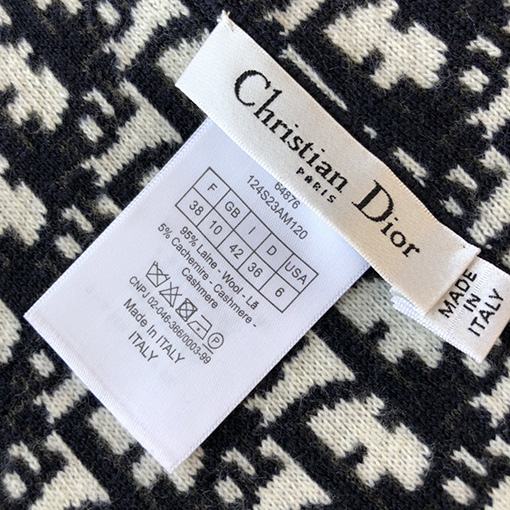 Christian Dior
PARIS
MADE
IN
ITALY
64876
124S23AM120
F GB I D USA
38 10 42 36 6
95% Laine - Wool - Lã
5% Cachemire - Cashmere -
Cashmere
CNPJ 02-046-366/0003-99
Made In ITALY
ITALY